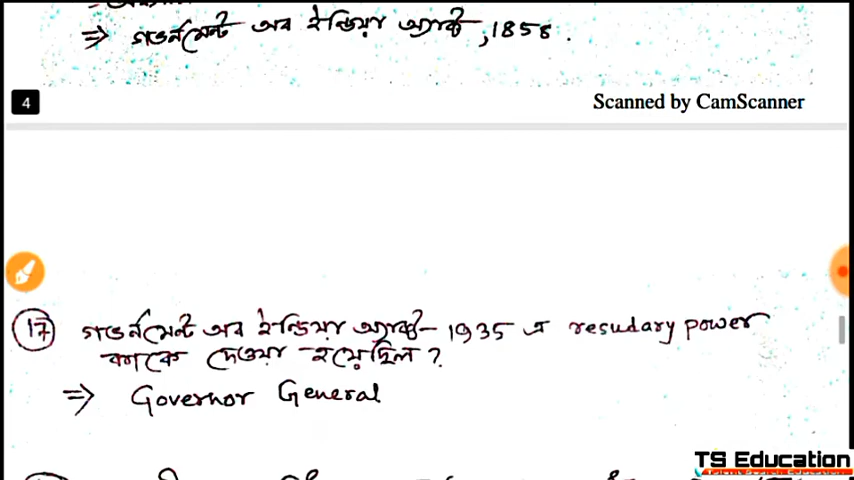 ⇒ গভর্নমেন্ট অব ইন্ডিয়া অ্যাক্ট, 1858.
4
Scanned by CamScanner
17 গভর্নমেন্ট অব ইন্ডিয়া অ্যাক্ট- 1935 এ resudary power
কাকে দেওয়া হয়েছিল?
⇒ Governor General
TS Education